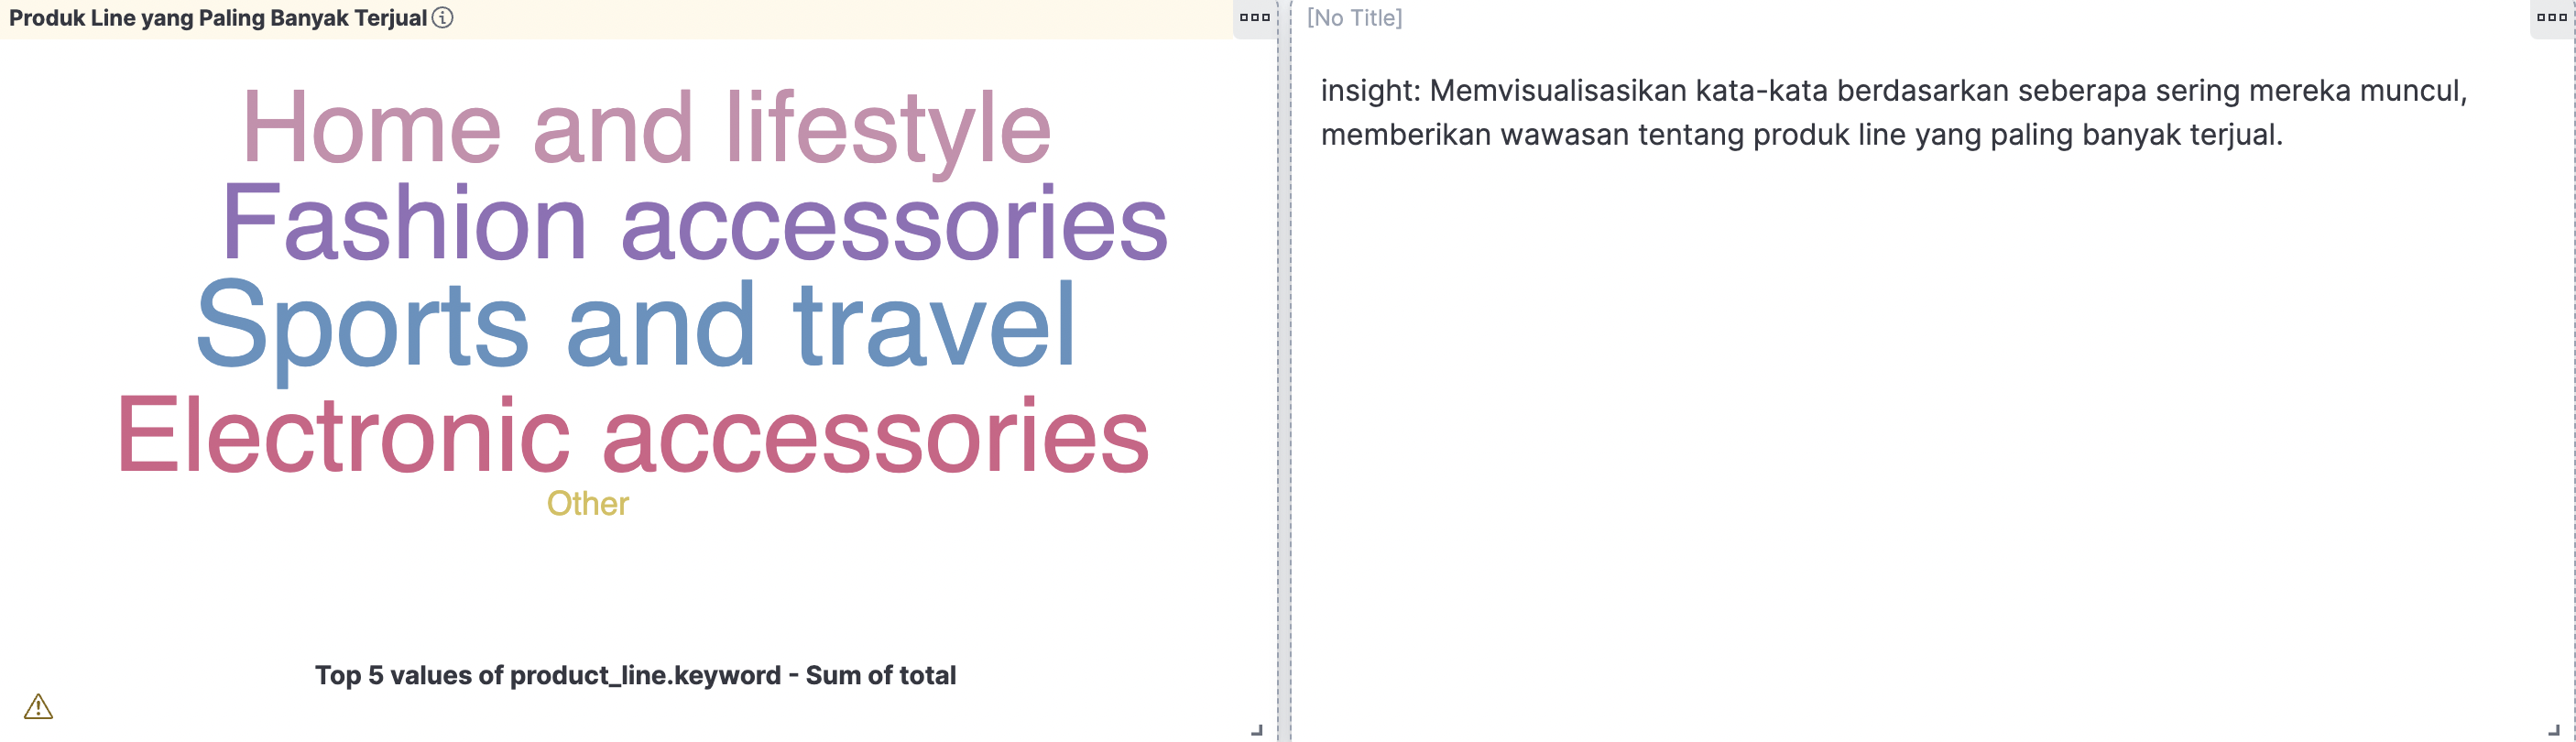 Produk Line yang Paling Banyak Terjual
Home and lifestyle
Fashion accessories
Sports and travel
Electronic accessories
Other
Top 5 values of product_line.keyword - Sum of total
[No Title]
insight: Memvisualisasikan kata-kata berdasarkan seberapa sering mereka muncul,
memberikan wawasan tentang produk line yang paling banyak terjual.